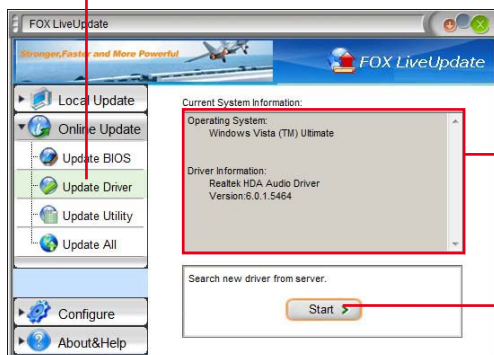 FOX LiveUpdate
Stronger,Faster and More Powerful
FOX LiveUpdate
Local Update
Online Update
Update BIOS
Update Driver
Update Utility
Update All
Configure
About&Help
Current System Information:
Operating System:
Windows Vista (TM) Ultimate
Driver Information:
Realtek HDA Audio Driver
Version:6.0.1.5464
Search new driver from server.
Start